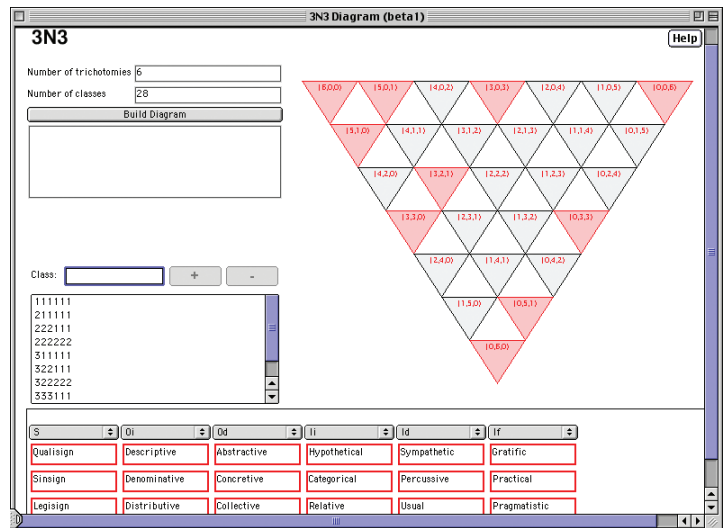 3N3 Diagram (beta1)
3N3
Help
Number of trichotomies 6
Number of classes 28
Build Diagram
(6,0,0) (5,0,1) (4,0,2) (3,0,3) (2,0,4) (1,0,5) (0,0,6)
(5,1,0) (4,1,1) (3,1,2) (2,1,3) (1,1,4) (0,1,5)
(4,2,0) (3,2,1) (2,2,2) (1,2,3) (0,2,4)
(3,3,0) (2,3,1) (1,3,2) (0,3,3)
(2,4,0) (1,4,1) (0,4,2)
(1,5,0) (0,5,1)
(0,6,0)
Class: + -
111111
211111
222111
222222
311111
322111
322222
333111
S Oi Od Ii Id If
Qualisign Descriptive Abstractive Hypothetical Sympathetic Gratific
Sinsign Denominative Concretive Categorical Percussive Practical
Legisign Distributive Collective Relative Usual Pragmatistic